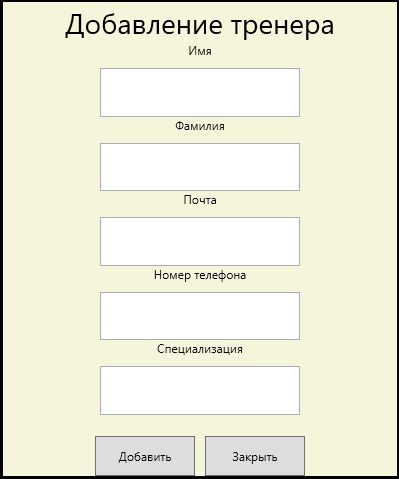 Добавление тренера
Имя
Фамилия
Почта
Номер телефона
Специализация
Добавить Закрыть